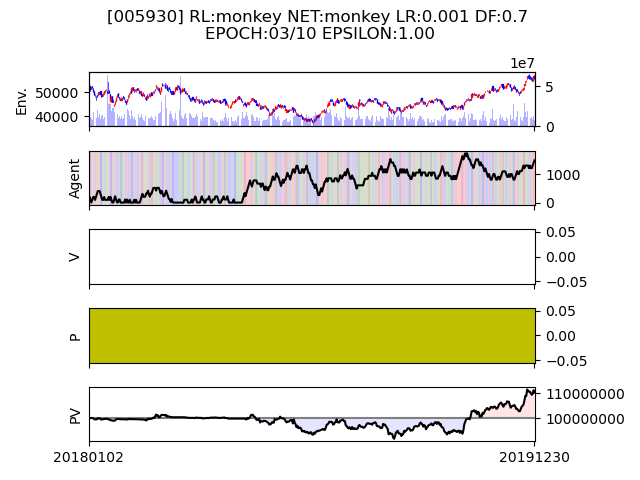 [005930] RL:monkey NET:monkey LR:0.001 DF:0.7
EPOCH:03/10 EPSILON:1.00
1e7
Env.
50000
40000
5
0
Agent
1000
0
V
0.05
0.00
−0.05
P
0.05
0.00
−0.05
PV
110000000
100000000
20180102
20191230